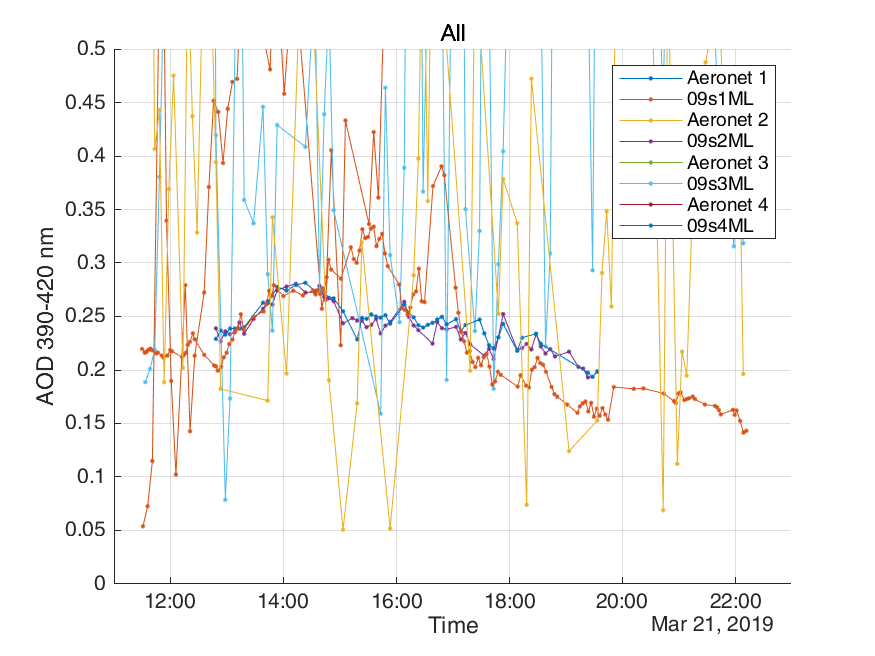 All
0.5
0.45
0.4
0.35
0.3
0.25
0.2
0.15
0.1
0.05
0
AOD 390-420 nm
Aeronet 1
09s1ML
Aeronet 2
09s2ML
Aeronet 3
09s3ML
Aeronet 4
09s4ML
12:00 14:00 16:00 18:00 20:00 22:00
Time
Mar 21, 2019